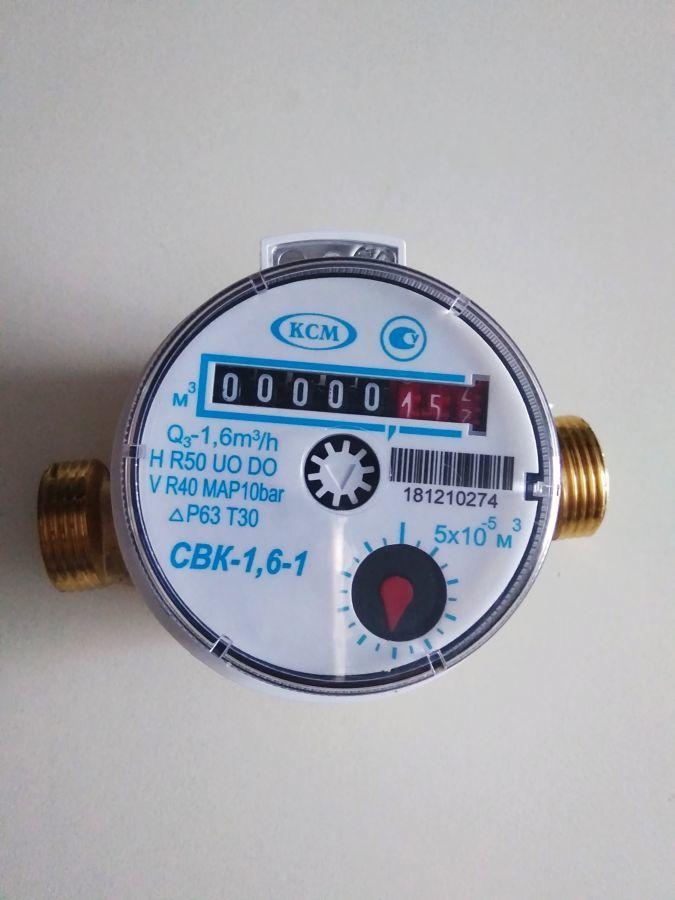 КСМ
СУ
м³
00000 15
Q₃-1,6m³/h
H R50 UO DO
V R40 MAP10bar
△P63 T30
181210274
5x10⁻⁵ м³
СВК-1,6-1